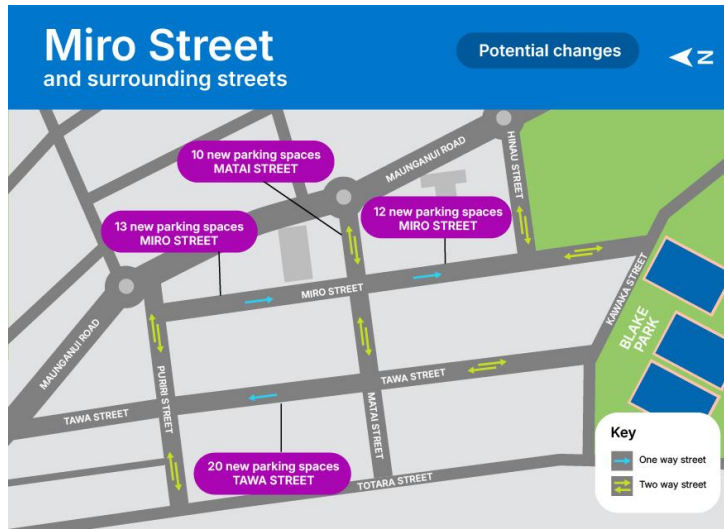 Miro Street
and surrounding streets
Potential changes
N
10 new parking spaces
MATAI STREET
MAUNGANUI ROAD
HINAU STREET
13 new parking spaces
MIRO STREET
12 new parking spaces
MIRO STREET
MIRO STREET
KAWAKA STREET
BLAKE
PARK
MAUNGANUI ROAD
PURIRI STREET
TAWA STREET
TAWA STREET
MATAI STREET
20 new parking spaces
TAWA STREET
TOTARA STREET
Key
One way street
Two way street